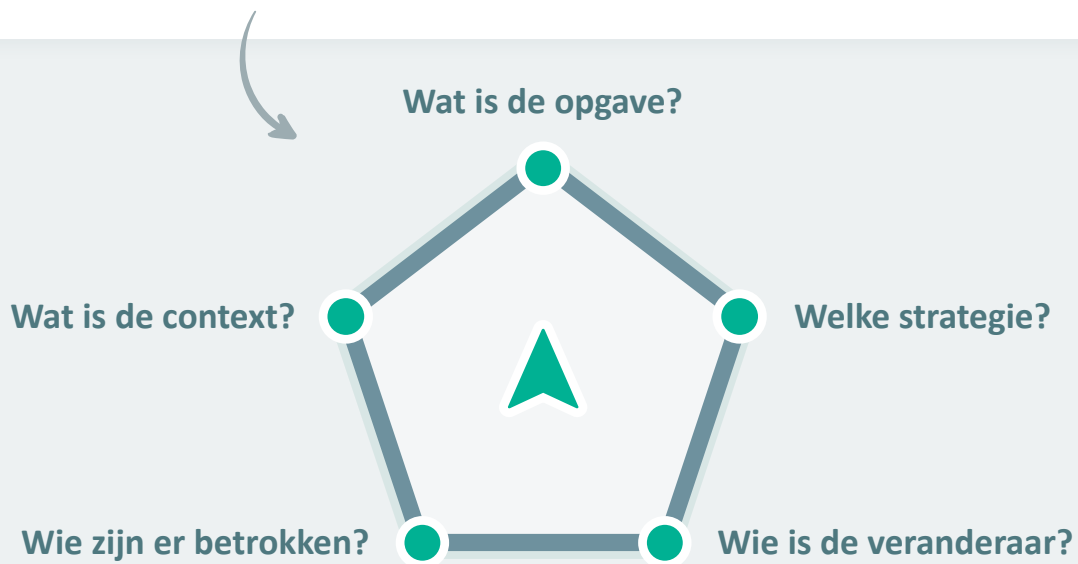 Wat is de opgave?
Wat is de context?
Welke strategie?
Wie zijn er betrokken?
Wie is de veranderaar?